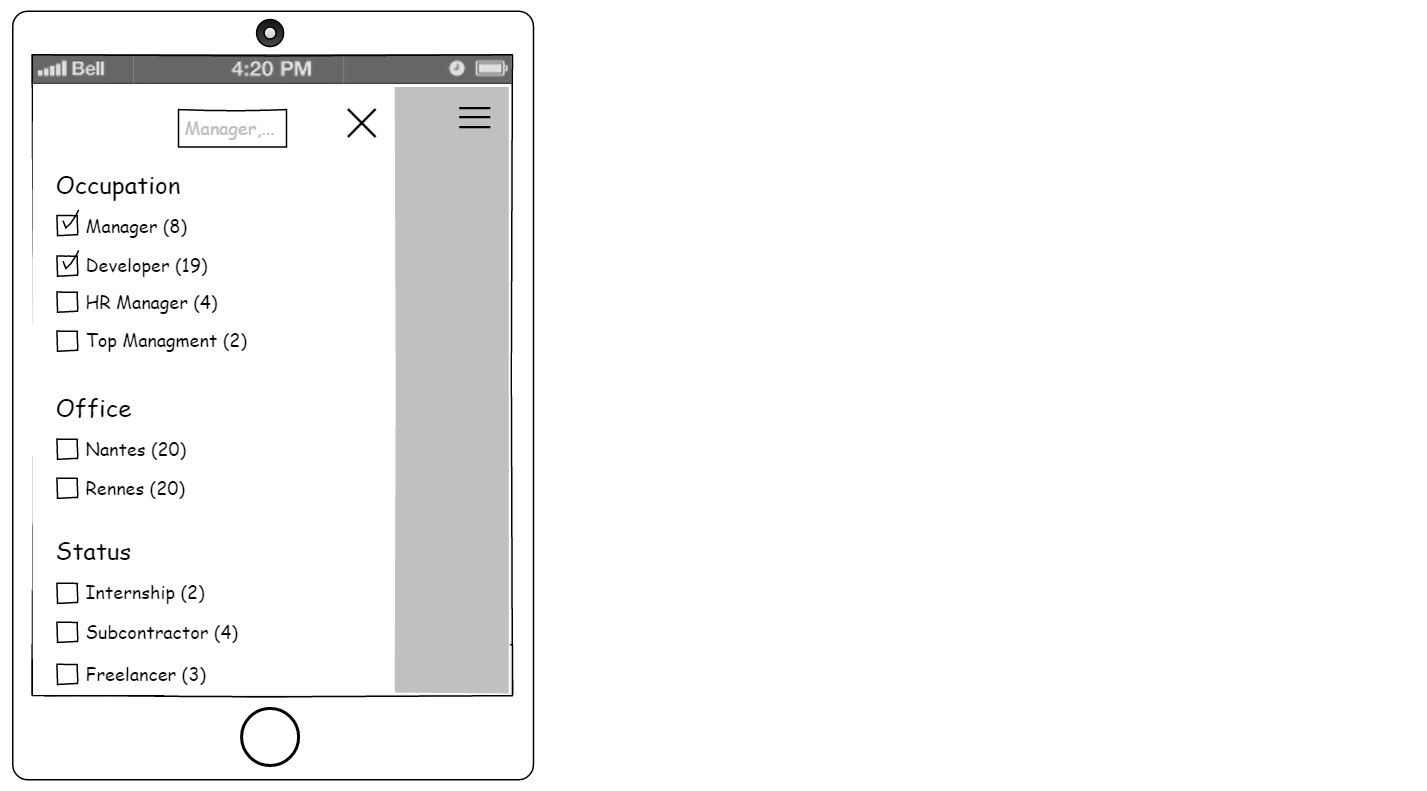 Bell 4:20 PM
Manager,...
Occupation
Manager (8)
Developer (19)
HR Manager (4)
Top Managment (2)
Office
Nantes (20)
Rennes (20)
Status
Internship (2)
Subcontractor (4)
Freelancer (3)